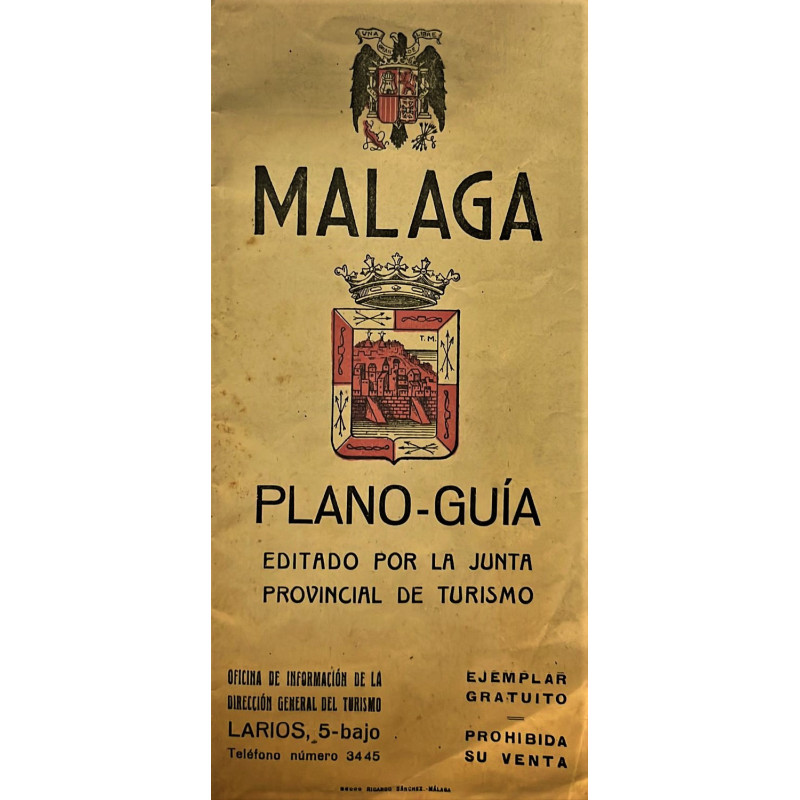 UNA
LIBRE
MALAGA
T. M.
PLANO-GUÍA
EDITADO POR LA JUNTA
PROVINCIAL DE TURISMO
OFICINA DE INFORMACIÓN DE LA
DIRECCIÓN GENERAL DEL TURISMO
LARIOS, 5-bajo
Teléfono número 3445
EJEMPLAR
GRATUITO
PROHIBIDA
SU VENTA
RICARDO SÁNCHEZ.-MÁLAGA